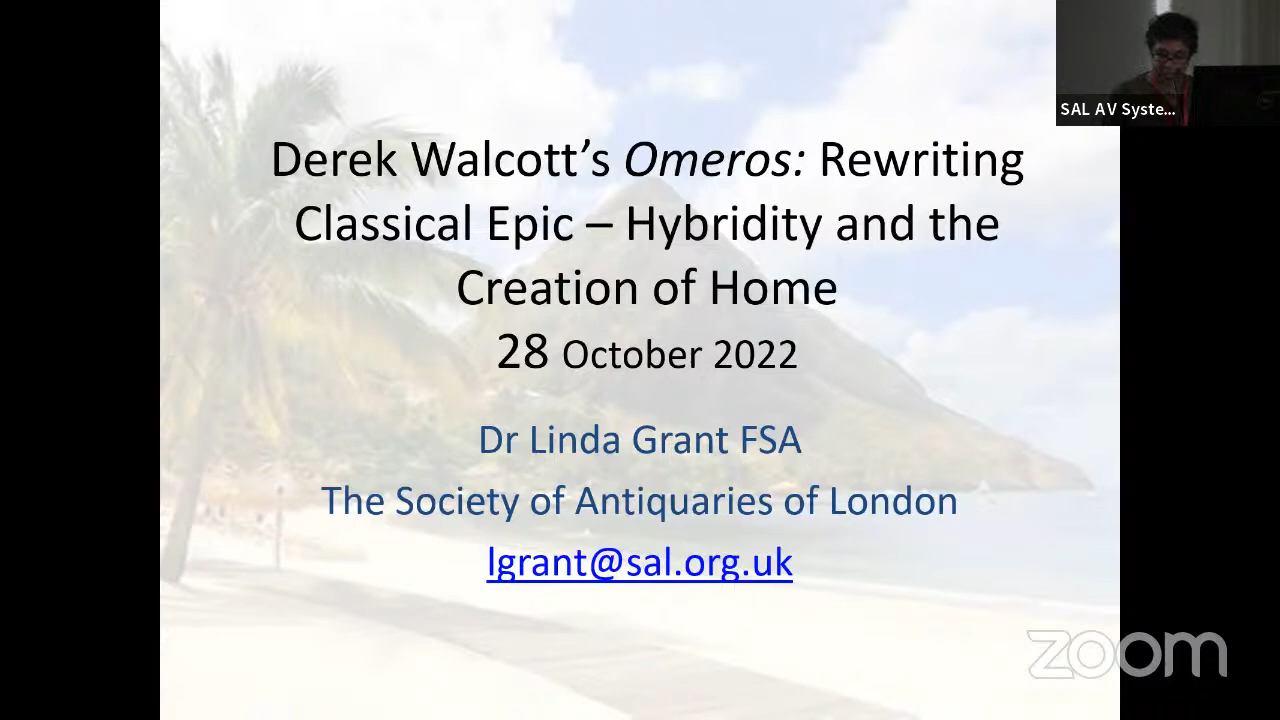 SAL AV Syste...
Derek Walcott's Omeros: Rewriting
Classical Epic – Hybridity and the
Creation of Home
28 October 2022
Dr Linda Grant FSA
The Society of Antiquaries of London
lgrant@sal.org.uk
zoom